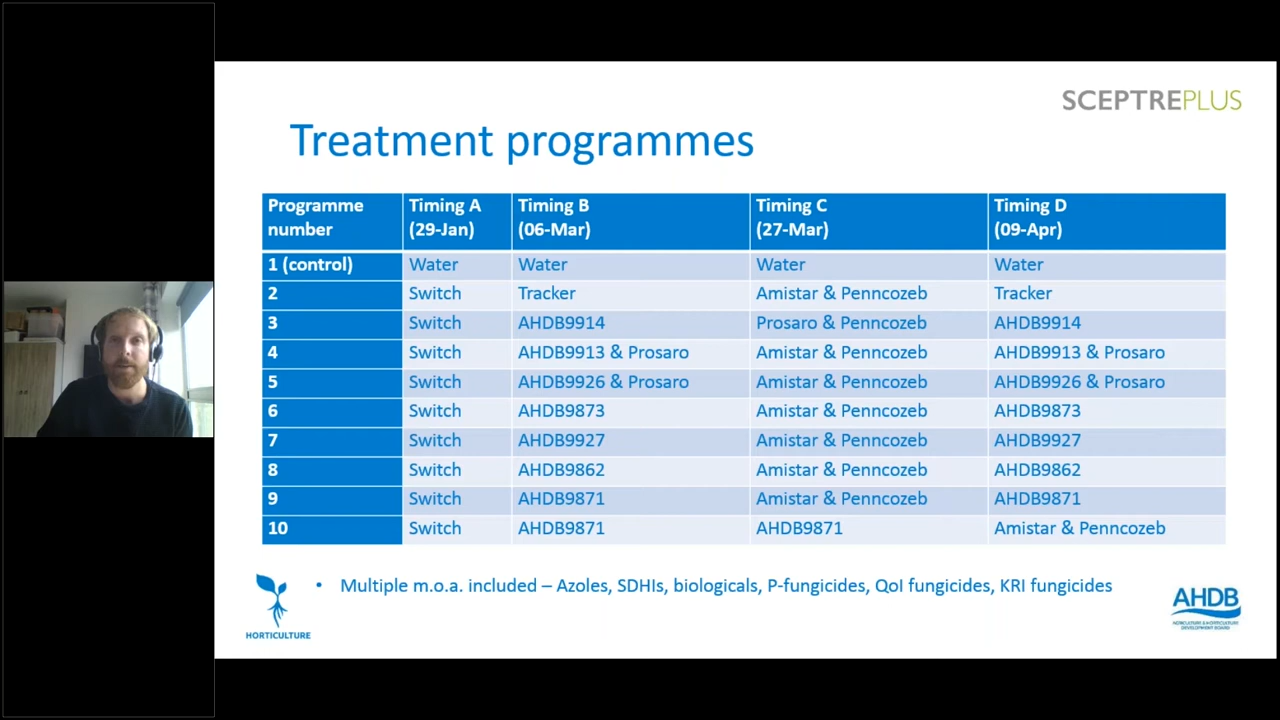 SCEPTREPLUS
Treatment programmes
Programme number Timing A (29-Jan) Timing B (06-Mar) Timing C (27-Mar) Timing D (09-Apr)
1 (control) Water Water Water Water
2 Switch Tracker Amistar & Penncozeb Tracker
3 Switch AHDB9914 Prosaro & Penncozeb AHDB9914
4 Switch AHDB9913 & Prosaro Amistar & Penncozeb AHDB9913 & Prosaro
5 Switch AHDB9926 & Prosaro Amistar & Penncozeb AHDB9926 & Prosaro
6 Switch AHDB9873 Amistar & Penncozeb AHDB9873
7 Switch AHDB9927 Amistar & Penncozeb AHDB9927
8 Switch AHDB9862 Amistar & Penncozeb AHDB9862
9 Switch AHDB9871 Amistar & Penncozeb AHDB9871
10 Switch AHDB9871 AHDB9871 Amistar & Penncozeb
• Multiple m.o.a. included – Azoles, SDHIs, biologicals, P-fungicides, QoI fungicides, KRI fungicides
HORTICULTURE
AHDB